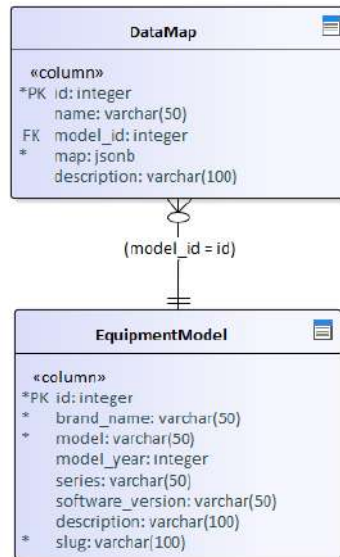 DataMap
«column»
*PK id: integer
name: varchar(50)
FK model_id: integer
* map: jsonb
description: varchar(100)
(model_id = id)
EquipmentModel
«column»
*PK id: integer
* brand_name: varchar(50)
* model: varchar(50)
model_year: integer
series: varchar(50)
software_version: varchar(50)
description: varchar(100)
* slug: varchar(100)